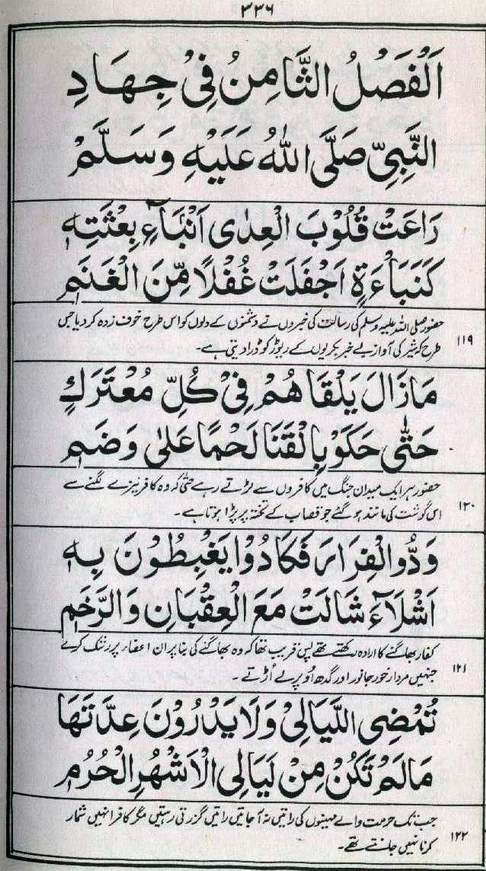 ۳۳۶
اَلْفَصْلُ الثَّامِنُ فِیْ جِهَادِ
النَّبِیِّ صَلَّی اللّٰهُ عَلَیْهِ وَسَلَّمَ
رَاعَتْ قُلُوْبَ الْعِدٰی اَنْۢبَآءُ بِعْثَتِهٖ
كَنَبْاَءَةٍ اَجْفَلَتْ غُفْلًا مِّنَ الْغَنَمِ
حضور صلی اللہ علیہ وسلم کی رسالت کی خبروں نے دشمنوں کے دلوں کو اس طرح خوف زدہ کر دیا جس
طرح کہ شیر کی آواز بے خبر بکریوں کے ریوڑ کو ڈرا دیتی ہے۔
۱۱۹
مَازَالَ یَلْقَاهُمْ فِیْ كُلِّ مُعْتَرَكٍ
حَتّٰی حَكَوْا بِالْقَنَا لَحْمًا عَلٰی وَضَمٍ
حضور ہر ایک میدان جنگ میں کافروں سے لڑتے رہے حتٰی کہ وہ کافر نیزے لگنے سے
اس گوشت کی مانند ہو گئے جو قصاب کے تختہ پر پڑا ہوتا ہے۔
۱۲۰
وَدُّوا الْفِرَارَ فَكَادُوْا یَغْبِطُوْنَ بِهٖ
اَشْلَآءً شَالَتْ مَعَ الْعِقْبَانِ وَالرَّخَمِ
کفار بھاگنے کا ارادہ رکھتے تھے پس قریب تھا کہ وہ بھاگنے کی بنا پر ان اعضاء پر رشک کرتے
جنہیں مردار خور جانور اور گدھ اوپر لے اُڑتے۔
۱۲۱
تَمْضِی اللَّیَالِیْ وَلَا یَدْرُوْنَ عِدَّتَهَا
مَالَمْ تَكُنْ مِنْ لَیَالِی الْاَشْهُرِ الْحُرُمِ
جب تک حرمت والے مہینوں کی راتیں نہ آ جاتیں راتیں گزرتی رہتیں مگر کافر انہیں شمار
کرنا نہیں جانتے تھے۔
۱۲۲